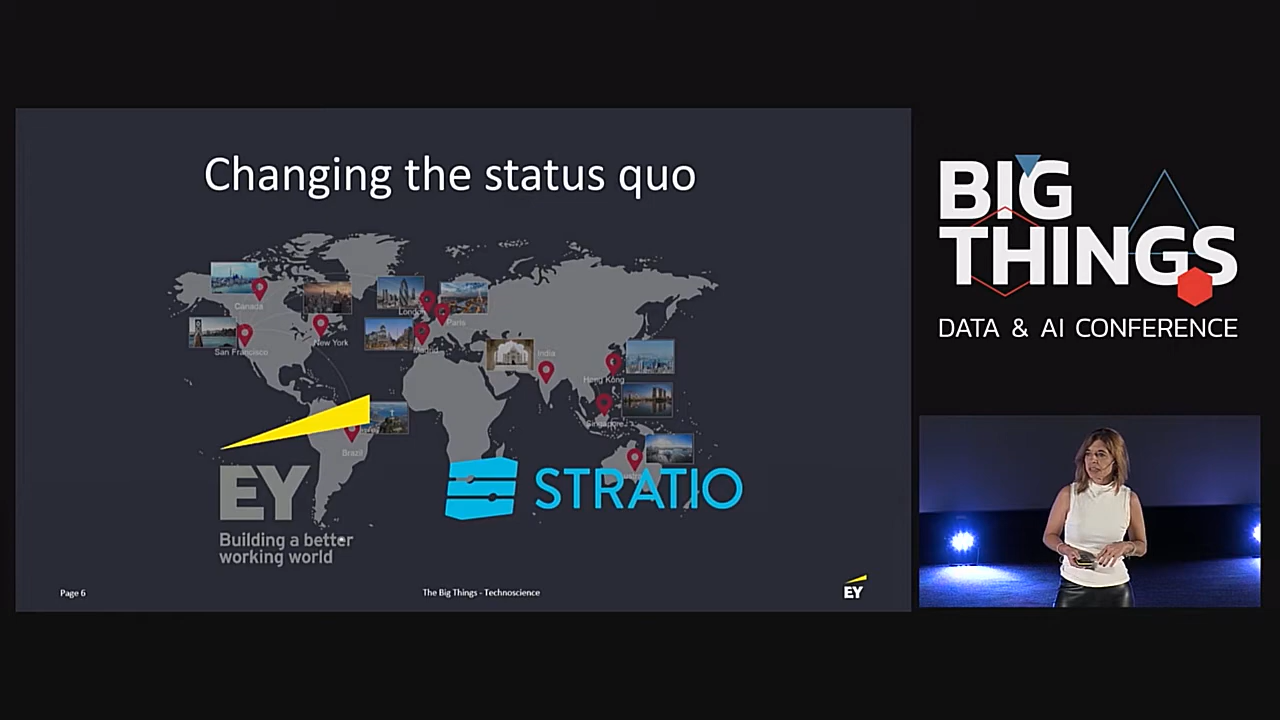 Changing the status quo
Canada
London
Paris
New York
San Francisco
Madrid
India
Hong Kong
Singapore
Brazil
EY
STRATIO
Building a better
working world
Page 6
The Big Things - Technoscience
EY
BIG
THINGS
DATA & AI CONFERENCE